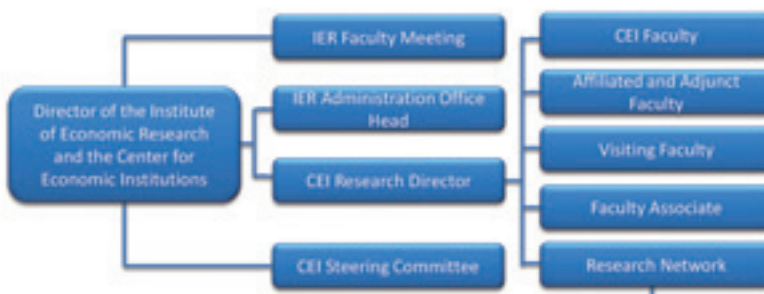 IER Faculty Meeting
CEI Faculty
Director of the Institute
of Economic Research
and the Center for
Economic Institutions
IER Administration Office
Head
Affiliated and Adjunct
Faculty
CEI Research Director
Visiting Faculty
Faculty Associate
CEI Steering Committee
Research Network